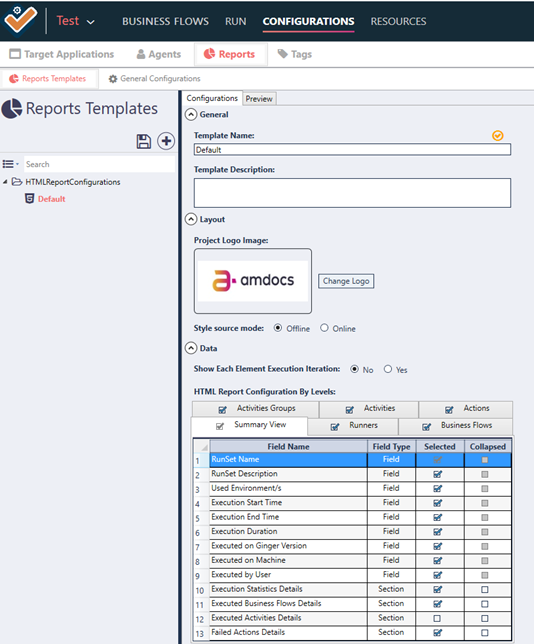 Test BUSINESS FLOWS RUN CONFIGURATIONS RESOURCES
Target Applications Agents Reports Tags
Reports Templates General Configurations
Reports Templates
Search
HTMLReportConfigurations
Default
Configurations Preview
General
Template Name:
Default
Template Description:
Layout
Project Logo Image:
amdocs
Change Logo
Style source mode: Offline Online
Data
Show Each Element Execution Iteration: No Yes
HTML Report Configuration By Levels:
Activities Groups Activities Actions
Summary View Runners Business Flows
Field Name Field Type Selected Collapsed
1 RunSet Name Field
2 RunSet Description Field
3 Used Environment/s Field
4 Execution Start Time Field
5 Execution End Time Field
6 Execution Duration Field
7 Executed on Ginger Version Field
8 Executed on Machine Field
9 Executed by User Field
10 Execution Statistics Details Section
11 Executed Business Flows Details Section
12 Executed Activities Details Section
13 Failed Actions Details Section